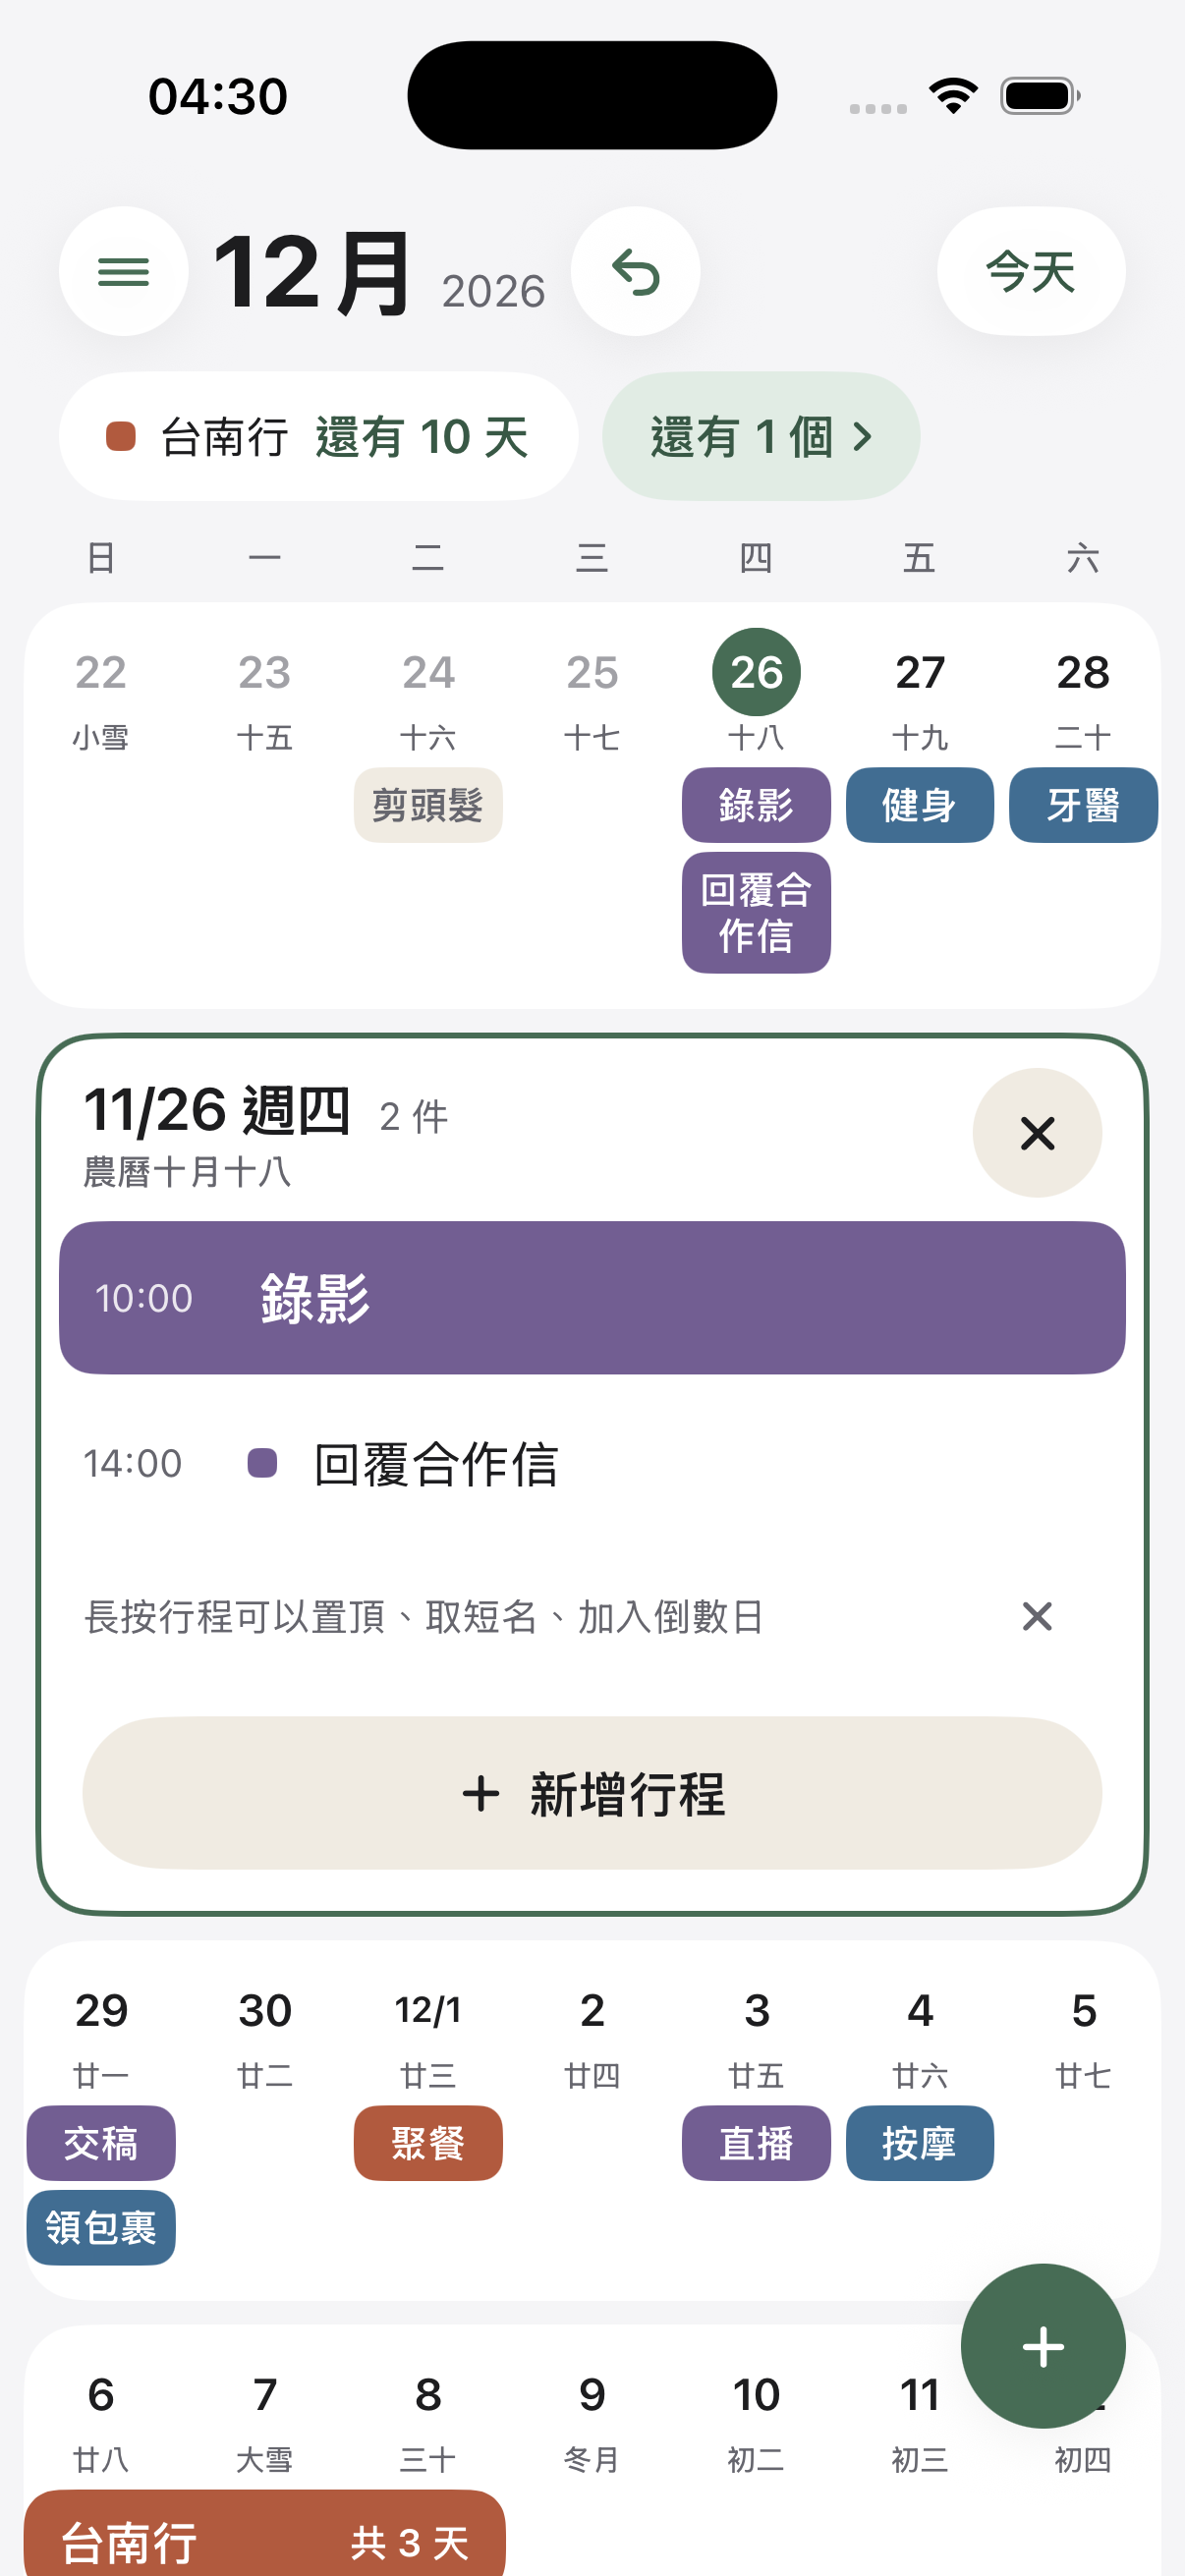 04:30
12月 2026
今天
台南行 還有 10 天
還有 1 個
日 一 二 三 四 五 六
22 23 24 25 26 27 28
小雪 十五 十六 十七 十八 十九 二十
剪頭髮 錄影 健身 牙醫
回覆合
作信
11/26 週四 2 件
農曆十月十八
10:00 錄影
14:00 回覆合作信
長按行程可以置頂、取短名、加入倒數日
新增行程
29 30 12/1 2 3 4 5
廿一 廿二 廿三 廿四 廿五 廿六 廿七
交稿 聚餐 直播 按摩
領包裹
6 7 8 9 10 11
廿八 大雪 三十 冬月 初二 初三 初四
台南行 共 3 天